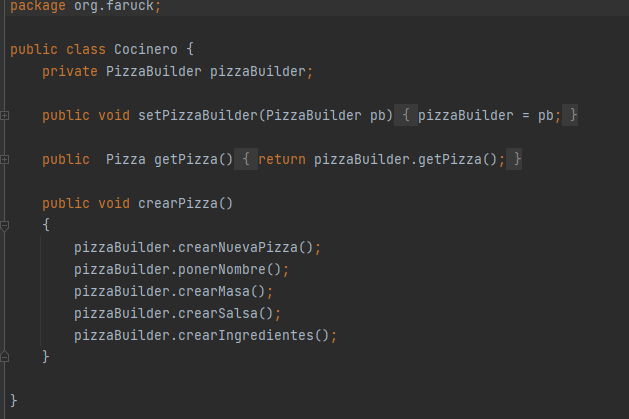 package org.faruck;
public class Cocinero {
private PizzaBuilder pizzaBuilder;
public void setPizzaBuilder(PizzaBuilder pb) { pizzaBuilder = pb; }
public  Pizza getPizza() { return pizzaBuilder.getPizza(); }
public void crearPizza()
{
pizzaBuilder.crearNuevaPizza();
pizzaBuilder.ponerNombre();
pizzaBuilder.crearMasa();
pizzaBuilder.crearSalsa();
pizzaBuilder.crearIngredientes();
}
}